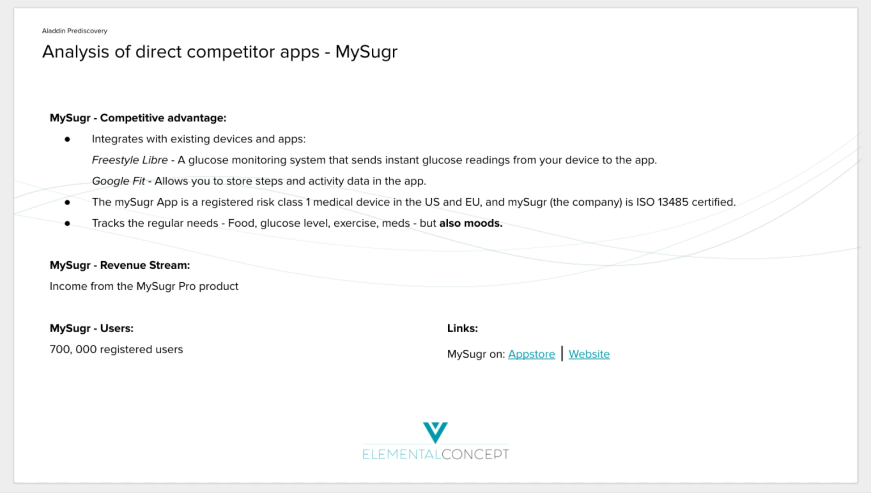 Aladdin Prediscovery
Analysis of direct competitor apps - MySugr
MySugr - Competitive advantage:
● Integrates with existing devices and apps:
Freestyle Libre - A glucose monitoring system that sends instant glucose readings from your device to the app.
Google Fit - Allows you to store steps and activity data in the app.
● The mySugr App is a registered risk class 1 medical device in the US and EU, and mySugr (the company) is ISO 13485 certified.
● Tracks the regular needs - Food, glucose level, exercise, meds - but also moods.
MySugr - Revenue Stream:
Income from the MySugr Pro product
MySugr - Users:
700, 000 registered users
Links:
MySugr on: Appstore | Website
ELEMENTALCONCEPT